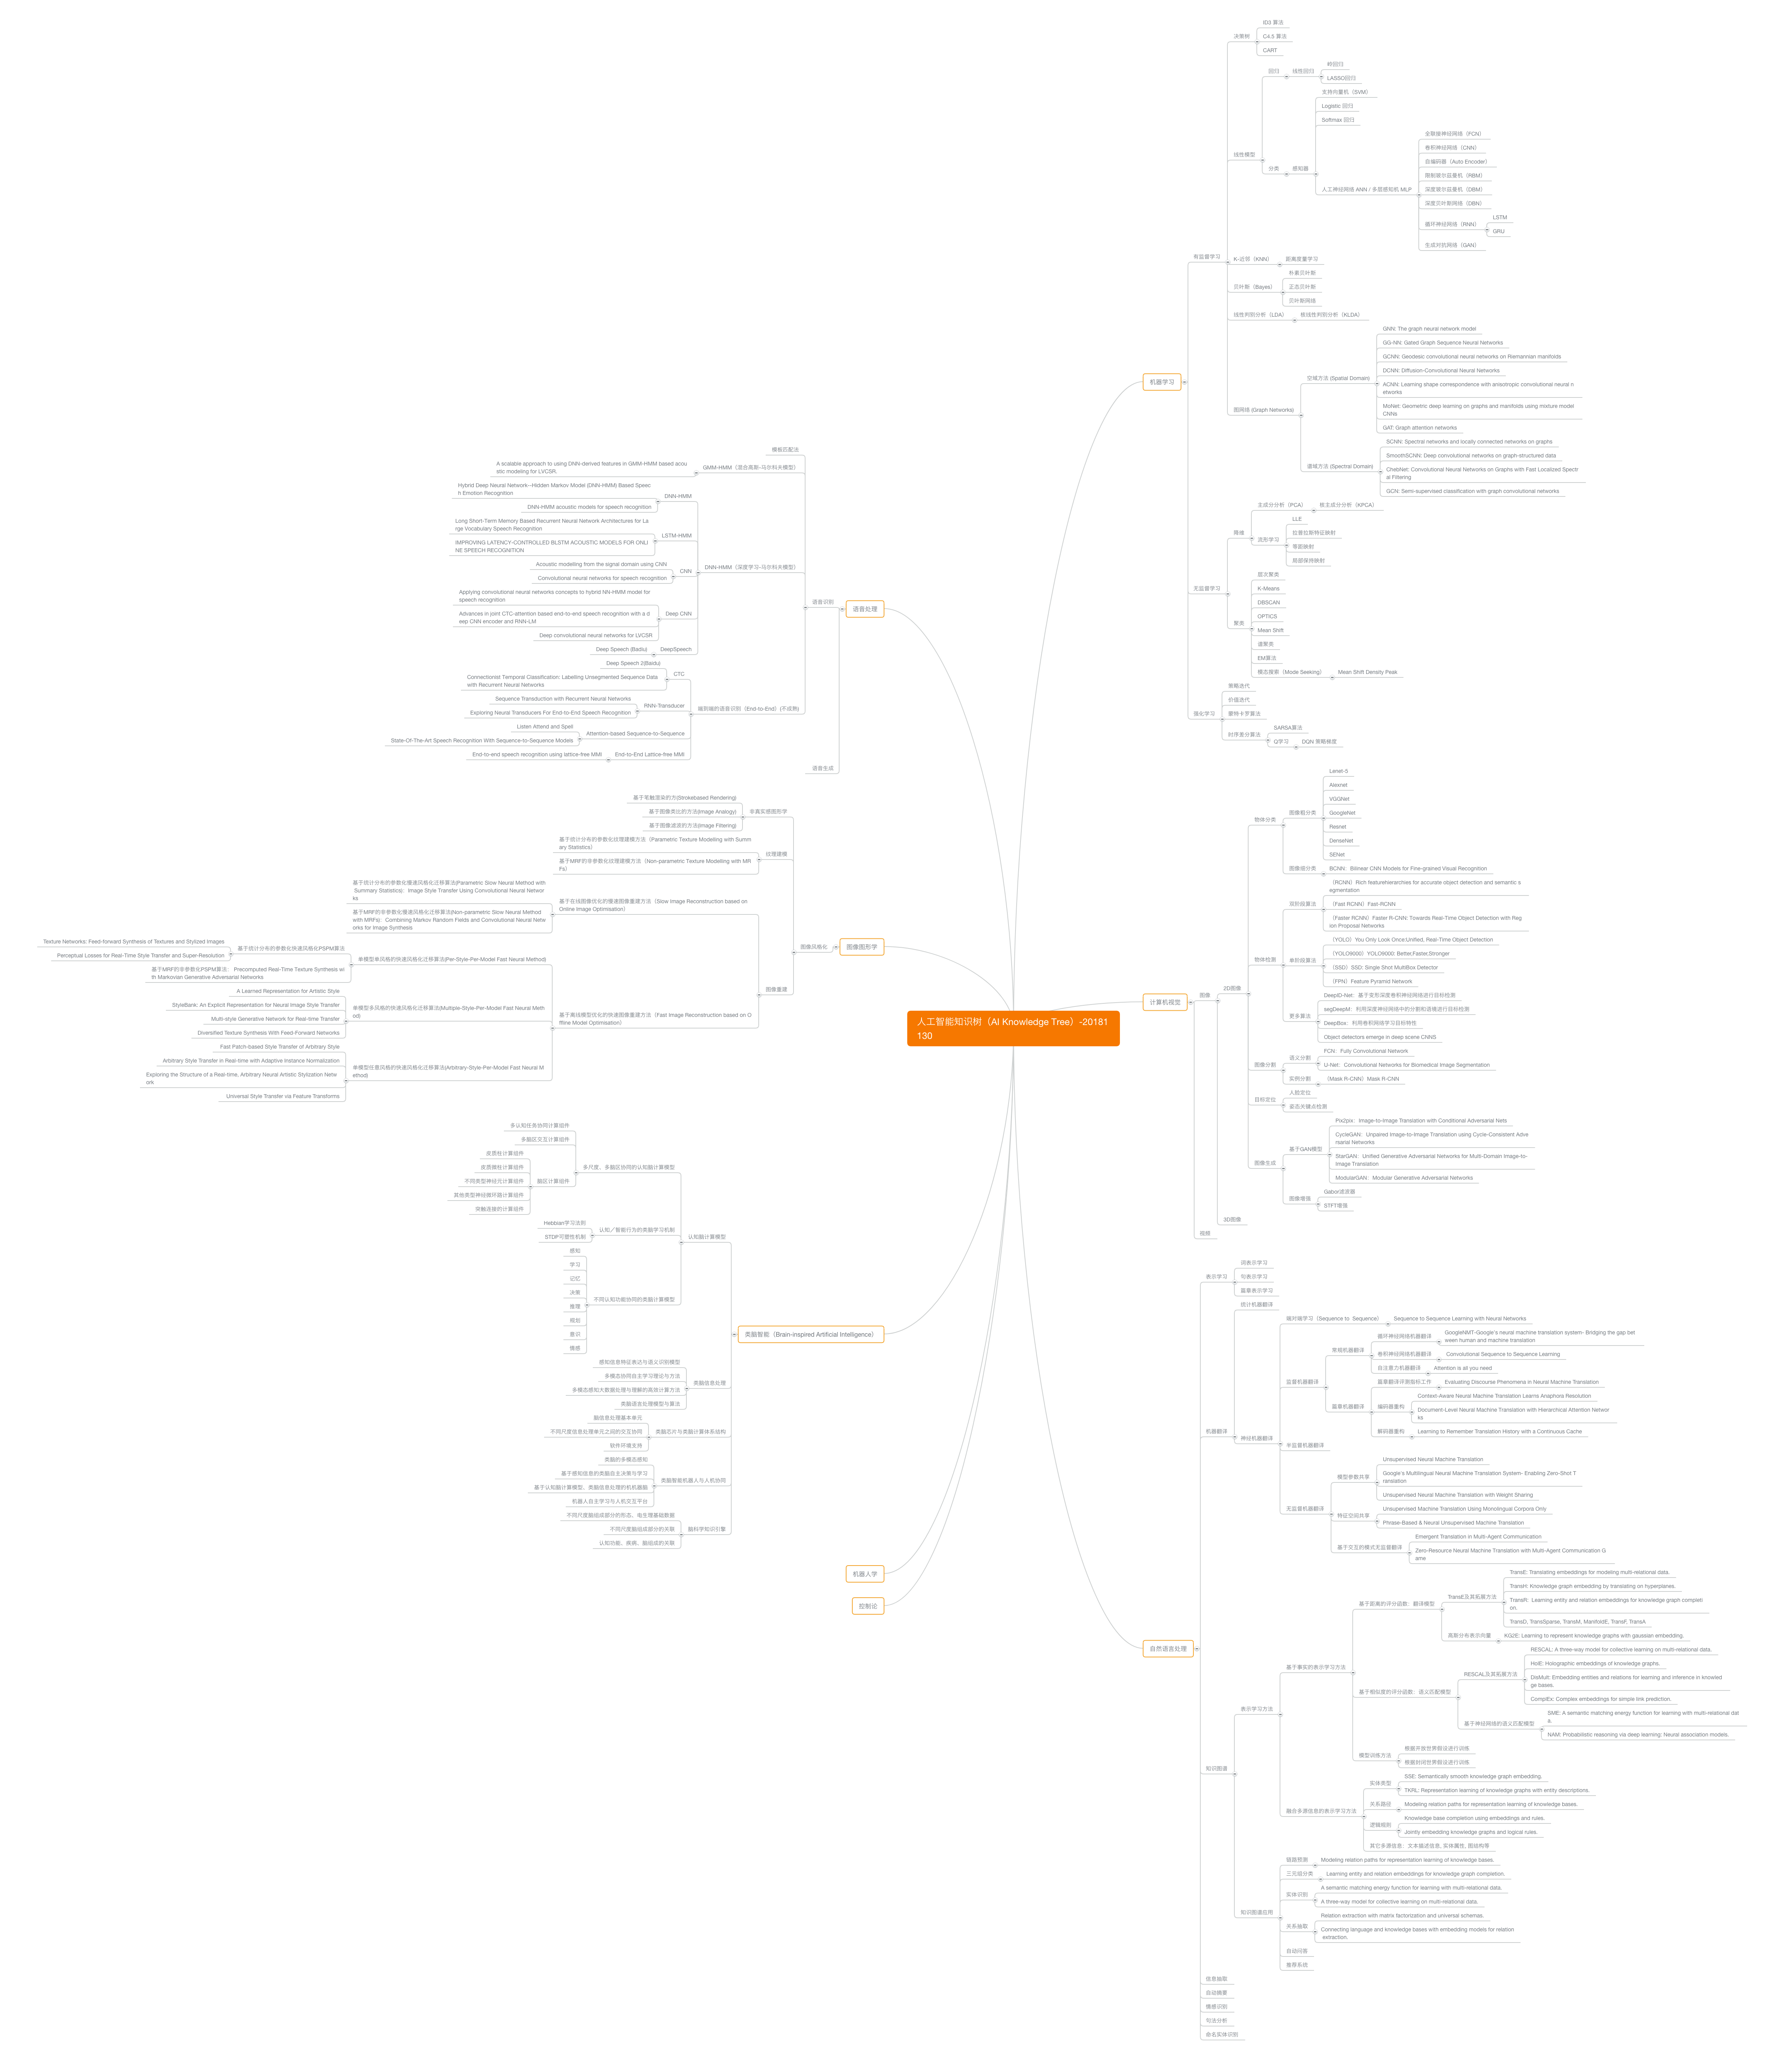 人工智能知识树（AI Knowledge Tree）-20181
130
机器学习
有监督学习
决策树
ID3 算法
C4.5 算法
CART
线性模型
回归
线性回归
岭回归
LASSO回归
分类
感知器
支持向量机（SVM）
Logistic 回归
Softmax 回归
人工神经网络 ANN / 多层感知机 MLP
全联接神经网络（FCN）
卷积神经网络（CNN）
自编码器（Auto Encoder）
限制玻尔兹曼机（RBM）
深度玻尔兹曼机（DBM）
深度贝叶斯网络（DBN）
循环神经网络（RNN）
LSTM
GRU
生成对抗网络（GAN）
K-近邻（KNN）
距离度量学习
贝叶斯（Bayes）
朴素贝叶斯
正态贝叶斯
贝叶斯网络
线性判别分析（LDA）
核线性判别分析（KLDA）
图网络 (Graph Networks)
空域方法 (Spatial Domain)
GNN: The graph neural network model
GG-NN: Gated Graph Sequence Neural Networks
GCNN: Geodesic convolutional neural networks on Riemannian manifolds
DCNN: Diffusion-Convolutional Neural Networks
ACNN: Learning shape correspondence with anisotropic convolutional neural n
etworks
MoNet: Geometric deep learning on graphs and manifolds using mixture model
CNNs
GAT: Graph attention networks
谱域方法 (Spectral Domain)
SCNN: Spectral networks and locally connected networks on graphs
SmoothSCNN: Deep convolutional networks on graph-structured data
ChebNet: Convolutional Neural Networks on Graphs with Fast Localized Spectr
al Filtering
GCN: Semi-supervised classification with graph convolutional networks
无监督学习
降维
主成分分析（PCA）
核主成分分析（KPCA）
流形学习
LLE
拉普拉斯特征映射
等距映射
局部保持映射
聚类
层次聚类
K-Means
DBSCAN
OPTICS
Mean Shift
谱聚类
EM算法
模态搜索（Mode Seeking）
Mean Shift Density Peak
强化学习
策略迭代
价值迭代
蒙特卡罗算法
时序差分算法
SARSA算法
Q学习
DQN 策略梯度
计算机视觉
图像
2D图像
物体分类
图像粗分类
Lenet-5
Alexnet
VGGNet
GoogleNet
Resnet
DenseNet
SENet
图像细分类
BCNN：Bilinear CNN Models for Fine-grained Visual Recognition
物体检测
双阶段算法
（RCNN）Rich featurehierarchies for accurate object detection and semantic s
egmentation
（Fast RCNN）Fast-RCNN
（Faster RCNN）Faster R-CNN: Towards Real-Time Object Detection with Reg
ion Proposal Networks
单阶段算法
（YOLO）You Only Look Once:Unified, Real-Time Object Detection
（YOLO9000）YOLO9000: Better,Faster,Stronger
（SSD）SSD: Single Shot MultiBox Detector
（FPN）Feature Pyramid Network
更多算法
DeepID-Net：基于变形深度卷积神经网络进行目标检测
segDeepM：利用深度神经网络中的分割和语境进行目标检测
DeepBox：利用卷积网络学习目标特性
Object detectors emerge in deep scene CNNS
图像分割
语义分割
FCN：Fully Convolutional Network
U-Net：Convolutional Networks for Biomedical Image Segmentation
实例分割
（Mask R-CNN）Mask R-CNN
目标定位
人脸定位
姿态关键点检测
图像生成
基于GAN模型
Pix2pix：Image-to-Image Translation with Conditional Adversarial Nets
CycleGAN：Unpaired Image-to-Image Translation using Cycle-Consistent Adve
rsarial Networks
StarGAN：Unified Generative Adversarial Networks for Multi-Domain Image-to-
Image Translation
ModularGAN：Modular Generative Adversarial Networks
图像增强
Gabor滤波器
STFT增强
3D图像
视频
自然语言处理
表示学习
词表示学习
句表示学习
篇章表示学习
机器翻译
统计机器翻译
神经机器翻译
端对端学习（Sequence to Sequence）
Sequence to Sequence Learning with Neural Networks
监督机器翻译
常规机器翻译
循环神经网络机器翻译
GoogleNMT-Google's neural machine translation system- Bridging the gap bet
ween human and machine translation
卷积神经网络机器翻译
Convolutional Sequence to Sequence Learning
自注意力机器翻译
Attention is all you need
篇章机器翻译
篇章翻译评测指标工作
Evaluating Discourse Phenomena in Neural Machine Translation
编码器重构
Context-Aware Neural Machine Translation Learns Anaphora Resolution
Document-Level Neural Machine Translation with Hierarchical Attention Networ
ks
解码器重构
Learning to Remember Translation History with a Continuous Cache
半监督机器翻译
无监督机器翻译
模型参数共享
Unsupervised Neural Machine Translation
Google's Multilingual Neural Machine Translation System- Enabling Zero-Shot T
ranslation
Unsupervised Neural Machine Translation with Weight Sharing
特征空间共享
Unsupervised Machine Translation Using Monolingual Corpora Only
Phrase-Based & Neural Unsupervised Machine Translation
基于交互的模式无监督翻译
Emergent Translation in Multi-Agent Communication
Zero-Resource Neural Machine Translation with Multi-Agent Communication G
ame
知识图谱
表示学习方法
基于事实的表示学习方法
基于距离的评分函数：翻译模型
TransE及其拓展方法
TransE: Translating embeddings for modeling multi-relational data.
TransH: Knowledge graph embedding by translating on hyperplanes.
TransR: Learning entity and relation embeddings for knowledge graph completi
on.
TransD, TransSparse, TransM, ManifoldE, TransF, TransA
高斯分布表示向量
KG2E: Learning to represent knowledge graphs with gaussian embedding.
基于相似度的评分函数：语义匹配模型
RESCAL及其拓展方法
RESCAL: A three-way model for collective learning on multi-relational data.
HolE: Holographic embeddings of knowledge graphs.
DisMult: Embedding entities and relations for learning and inference in knowled
ge bases.
ComplEx: Complex embeddings for simple link prediction.
基于神经网络的语义匹配模型
SME: A semantic matching energy function for learning with multi-relational dat
a.
NAM: Probabilistic reasoning via deep learning: Neural association models.
模型训练方法
根据开放世界假设进行训练
根据封闭世界假设进行训练
融合多源信息的表示学习方法
实体类型
SSE: Semantically smooth knowledge graph embedding.
TKRL: Representation learning of knowledge graphs with entity descriptions.
关系路径
Modeling relation paths for representation learning of knowledge bases.
逻辑规则
Knowledge base completion using embeddings and rules.
Jointly embedding knowledge graphs and logical rules.
其它多源信息：文本描述信息, 实体属性, 图结构等
知识图谱应用
链路预测
Modeling relation paths for representation learning of knowledge bases.
三元组分类
Learning entity and relation embeddings for knowledge graph completion.
实体识别
A semantic matching energy function for learning with multi-relational data.
A three-way model for collective learning on multi-relational data.
关系抽取
Relation extraction with matrix factorization and universal schemas.
Connecting language and knowledge bases with embedding models for relation
extraction.
自动问答
推荐系统
信息抽取
自动摘要
情感识别
句法分析
命名实体识别
语音处理
语音识别
模板匹配法
GMM-HMM（混合高斯-马尔科夫模型）
A scalable approach to using DNN-derived features in GMM-HMM based acou
stic modeling for LVCSR.
DNN-HMM（深度学习-马尔科夫模型）
DNN-HMM
Hybrid Deep Neural Network--Hidden Markov Model (DNN-HMM) Based Speec
h Emotion Recognition
DNN-HMM acoustic models for speech recognition
LSTM-HMM
Long Short-Term Memory Based Recurrent Neural Network Architectures for La
rge Vocabulary Speech Recognition
IMPROVING LATENCY-CONTROLLED BLSTM ACOUSTIC MODELS FOR ONLI
NE SPEECH RECOGNITION
CNN
Acoustic modeling from the signal domain using CNN
Convolutional neural networks for speech recognition
Deep CNN
Applying convolutional neural networks concepts to hybrid NN-HMM model for
speech recognition
Advances in joint CTC-attention based end-to-end speech recognition with a d
eep CNN encoder and RNN-LM
Deep convolutional neural networks for LVCSR
DeepSpeech
Deep Speech (Badiu)
端到端的语音识别（End-to-End）(不成熟)
CTC
Deep Speech 2(Baidu)
Connectionist Temporal Classification: Labelling Unsegmented Sequence Data
with Recurrent Neural Networks
RNN-Transducer
Sequence Transduction with Recurrent Neural Networks
Exploring Neural Transducers For End-to-End Speech Recognition
Attention-based Sequence-to-Sequence
Listen Attend and Spell
State-Of-The-Art Speech Recognition With Sequence-to-Sequence Models
End-to-End Lattice-free MMI
End-to-end speech recognition using lattice-free MMI
语音生成
图像图形学
图像风格化
非真实感图形学
基于笔触渲染的方(Strokebased Rendering)
基于图像类比的方法(Image Analogy)
基于图像滤波的方法(Image Filtering)
纹理建模
基于统计分布的参数化纹理建模方法（Parametric Texture Modelling with Summ
ary Statistics）
基于MRF的非参数化纹理建模方法（Non-parametric Texture Modelling with MR
Fs）
图像重建
基于在线图像优化的慢速图像重建方法（Slow Image Reconstruction based on
Online Image Optimisation）
基于统计分布的参数化慢速风格化迁移算法(Parametric Slow Neural Method with
Summary Statistics)：Image Style Transfer Using Convolutional Neural Networ
ks
基于MRF的非参数化慢速风格化迁移算法(Non-parametric Slow Neural Method
with MRFs)：Combining Markov Random Fields and Convolutional Neural Netw
orks for Image Synthesis
基于离线模型优化的快速图像重建方法（Fast Image Reconstruction based on O
ffline Model Optimisation）
单模型单风格的快速风格化迁移算法(Per-Style-Per-Model Fast Neural Method)
基于统计分布的参数化快速风格化PSPM算法
Texture Networks: Feed-forward Synthesis of Textures and Stylized Images
Perceptual Losses for Real-Time Style Transfer and Super-Resolution
基于MRF的非参数化PSPM算法： Precomputed Real-Time Texture Synthesis wi
th Markovian Generative Adversarial Networks
单模型多风格的快速风格化迁移算法(Multiple-Style-Per-Model Fast Neural Meth
od)
A Learned Representation for Artistic Style
StyleBank: An Explicit Representation for Neural Image Style Transfer
Multi-style Generative Network for Real-time Transfer
Diversified Texture Synthesis With Feed-Forward Networks
单模型任意风格的快速风格化迁移算法(Arbitrary-Style-Per-Model Fast Neural M
ethod)
Fast Patch-based Style Transfer of Arbitrary Style
Arbitrary Style Transfer in Real-time with Adaptive Instance Normalization
Exploring the Structure of a Real-time, Arbitrary Neural Artistic Stylization Netw
ork
Universal Style Transfer via Feature Transforms
类脑智能（Brain-inspired Artificial Intelligence）
认知脑计算模型
多尺度、多脑区协同的认知脑计算模型
多认知任务协同计算组件
多脑区交互计算组件
脑区计算组件
皮质柱计算组件
皮质微柱计算组件
不同类型神经元计算组件
其他类型神经微环路计算组件
突触连接的计算组件
认知／智能行为的类脑学习机制
Hebbian学习法则
STDP可塑性机制
不同认知功能协同的类脑计算模型
感知
学习
记忆
决策
推理
规划
意识
情感
类脑信息处理
感知信息特征表达与语义识别模型
多模态协同自主学习理论与方法
多模态感知大数据处理与理解的高效计算方法
类脑语言处理模型与算法
类脑芯片与类脑计算体系结构
脑信息处理基本单元
不同尺度信息处理单元之间的交互协同
软件环境支持
类脑智能机器人与人机协同
类脑的多模态感知
基于感知信息的类脑自主决策与学习
基于认知脑计算模型、类脑信息处理的机机器脑
机器人自主学习与人机交互平台
脑科学知识引擎
不同尺度脑组成部分的形态、电生理基础数据
不同尺度脑组成部分的关联
认知功能、疾病、脑组成的关联
机器人学
控制论